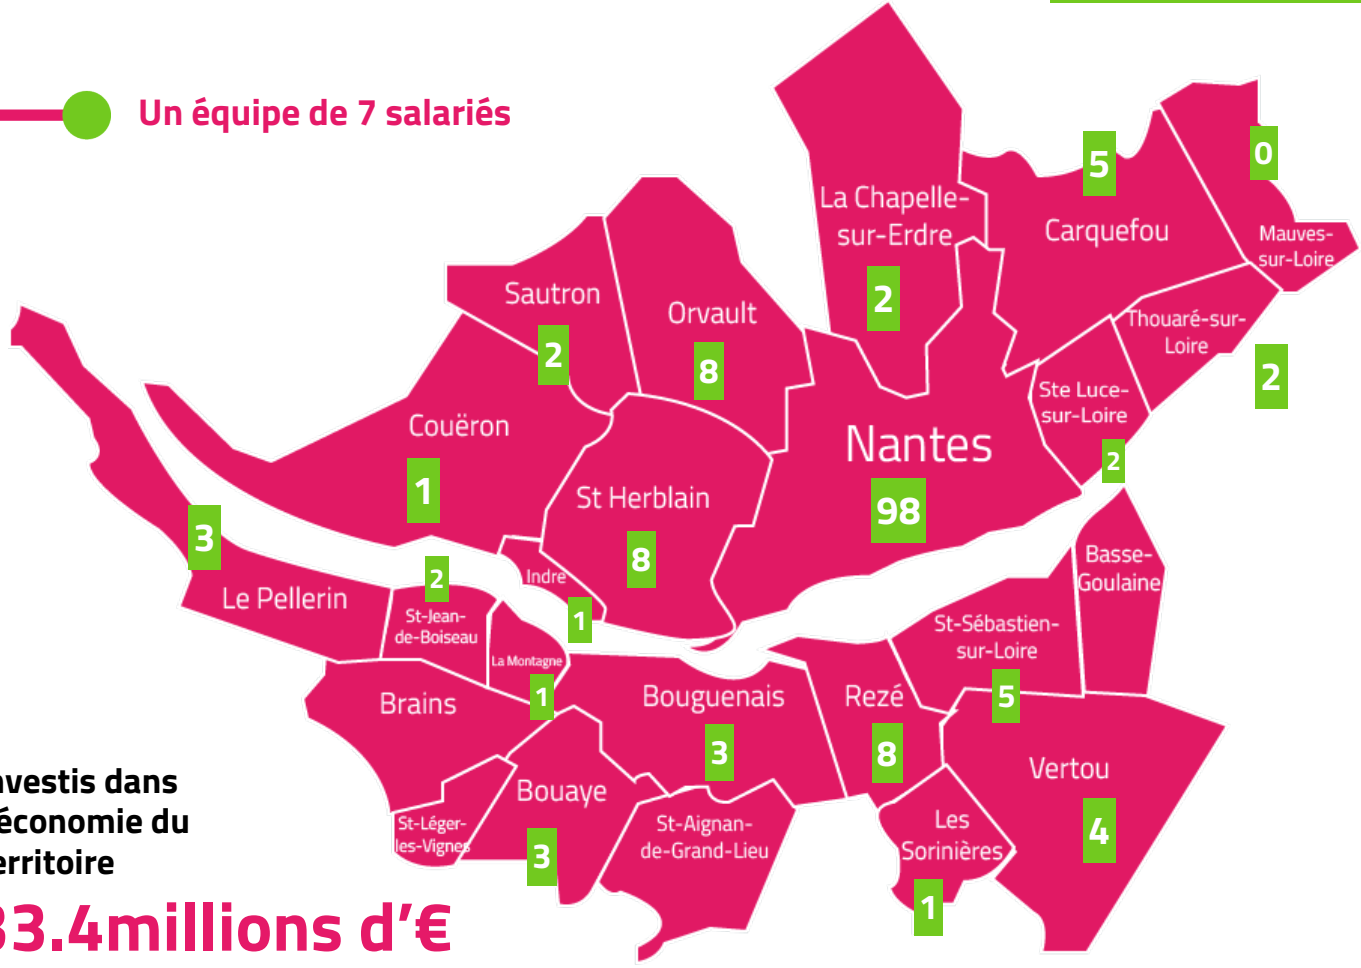 Un équipe de 7 salariés
5
0
La Chapelle-
sur-Erdre
Carquefou
Mauves-
sur-Loire
2
Sautron
2
Orvault
8
Thouaré-sur-
Loire
2
Ste Luce-
sur-Loire
2
Couëron
1
Nantes
98
St Herblain
8
3
Le Pellerin
2
St-Jean-
de-Boiseau
Indre
1
La Montagne
1
Basse-
Goulaine
St-Sébastien-
sur-Loire
5
Brains
Bouguenais
3
Rezé
8
Vertou
4
Bouaye
3
St-Léger-
les-Vignes
St-Aignan-
de-Grand-Lieu
Les
Sorinières
1
nvestis dans
'économie du
erritoire
33.4millions d'€